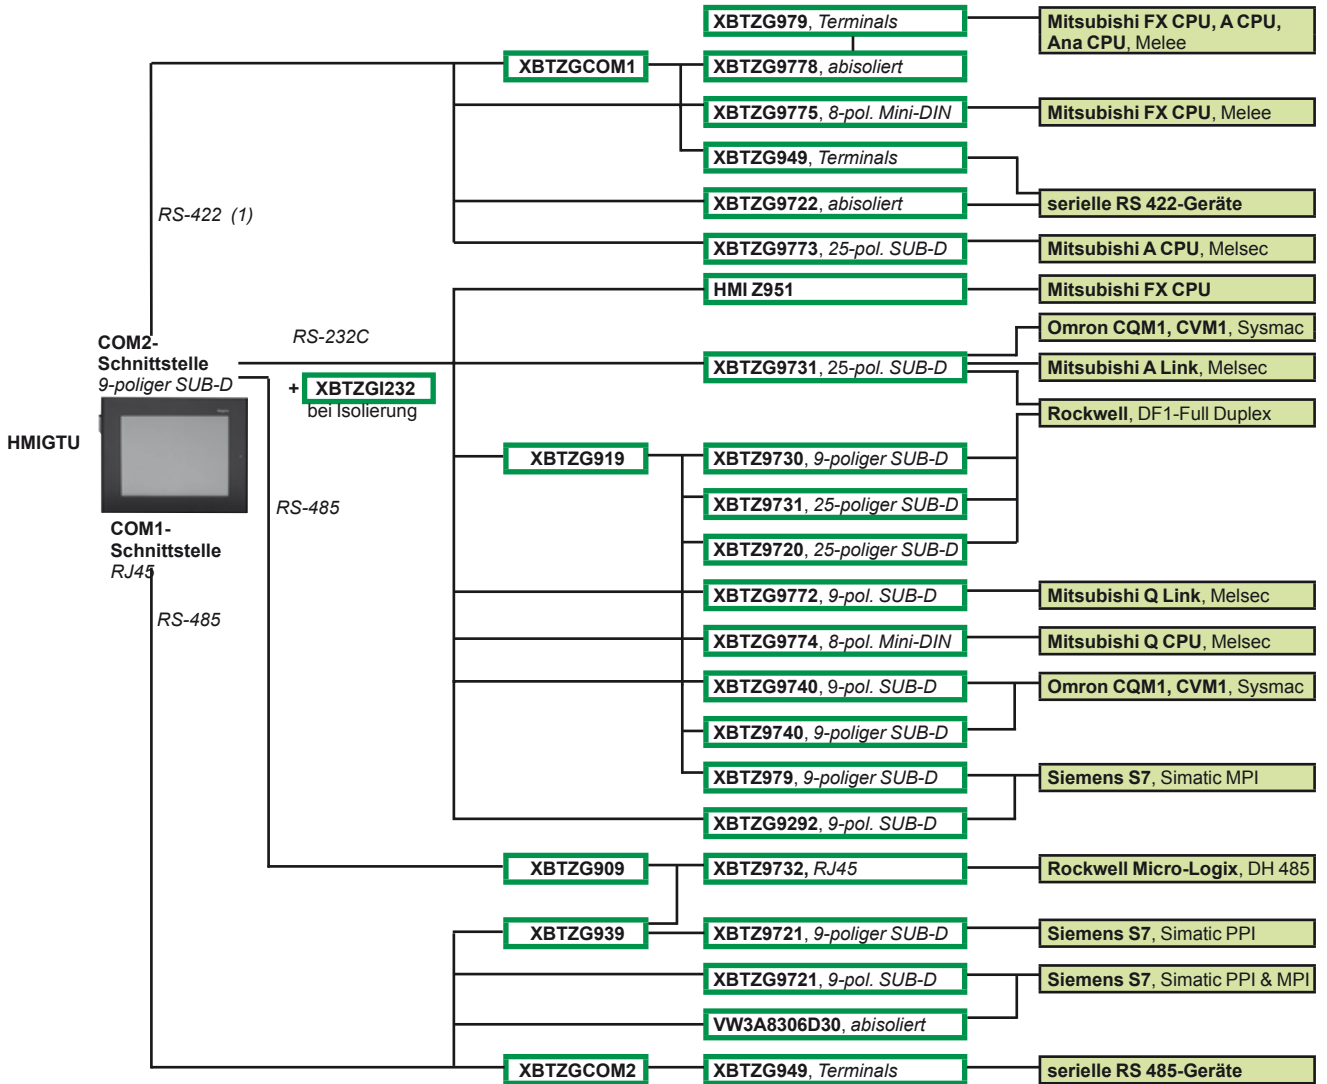 XBTZG979, Terminals
Mitsubishi FX CPU, A CPU,
Ana CPU, Melee
XBTZGCOM1
XBTZG9778, abisoliert
XBTZG9775, 8-pol. Mini-DIN
Mitsubishi FX CPU, Melee
XBTZG949, Terminals
RS-422 (1)
XBTZG9722, abisoliert
serielle RS 422-Geräte
XBTZG9773, 25-pol. SUB-D
Mitsubishi A CPU, Melsec
HMI Z951
Mitsubishi FX CPU
Omron CQM1, CVM1, Sysmac
RS-232C
COM2-
Schnittstelle
9-poliger SUB-D
XBTZG9731, 25-pol. SUB-D
Mitsubishi A Link, Melsec
+ XBTZGI232
bei Isolierung
Rockwell, DF1-Full Duplex
HMIGTU
XBTZG919
XBTZ9730, 9-poliger SUB-D
RS-485
XBTZ9731, 25-poliger SUB-D
COM1-
Schnittstelle
RJ45
XBTZ9720, 25-poliger SUB-D
XBTZG9772, 9-pol. SUB-D
Mitsubishi Q Link, Melsec
RS-485
XBTZG9774, 8-pol. Mini-DIN
Mitsubishi Q CPU, Melsec
XBTZG9740, 9-pol. SUB-D
Omron CQM1, CVM1, Sysmac
XBTZ9740, 9-poliger SUB-D
XBTZ979, 9-poliger SUB-D
Siemens S7, Simatic MPI
XBTZG9292, 9-pol. SUB-D
XBTZG909
XBTZ9732, RJ45
Rockwell Micro-Logix, DH 485
XBTZG939
XBTZ9721, 9-poliger SUB-D
Siemens S7, Simatic PPI
XBTZG9721, 9-pol. SUB-D
Siemens S7, Simatic PPI & MPI
VW3A8306D30, abisoliert
XBTZGCOM2
XBTZG949, Terminals
serielle RS 485-Geräte